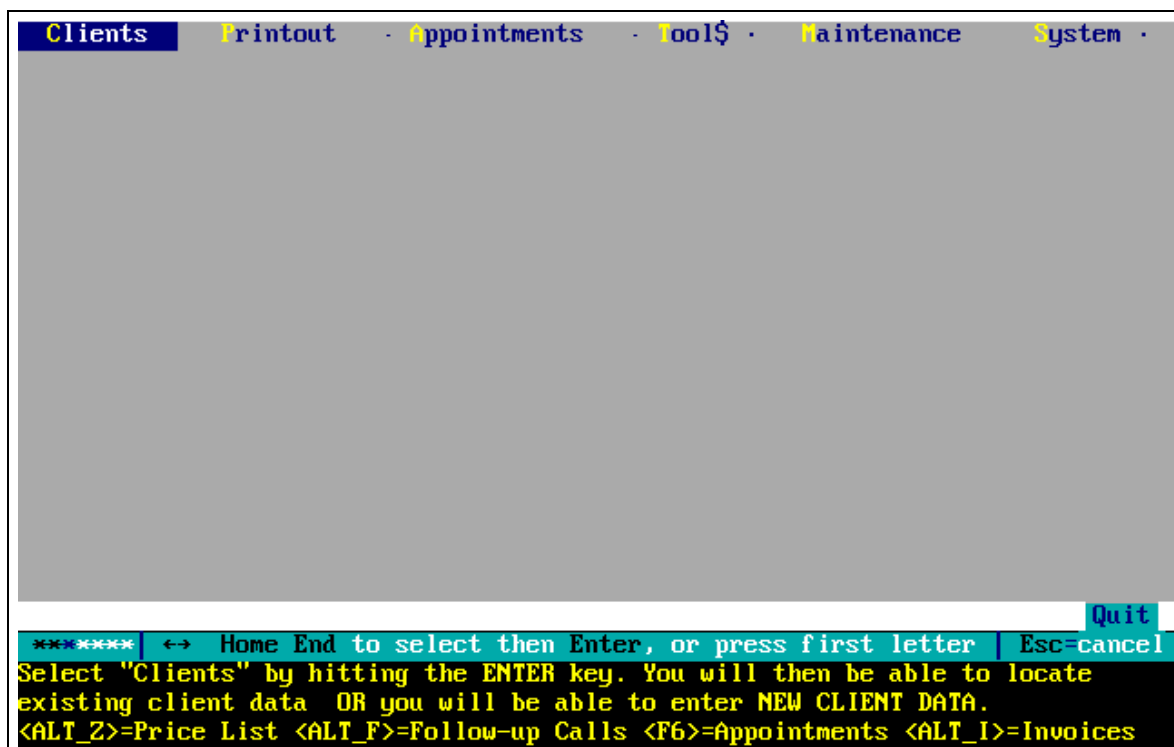 Clients Printout · Appointments · Tool$ · Maintenance System ·
Quit
******* | ↔ Home End to select then Enter, or press first letter | Esc=cancel
Select "Clients" by hitting the ENTER key. You will then be able to locate
existing client data OR you will be able to enter NEW CLIENT DATA.
<ALT_Z>=Price List <ALT_F>=Follow-up Calls <F6>=Appointments <ALT_I>=Invoices